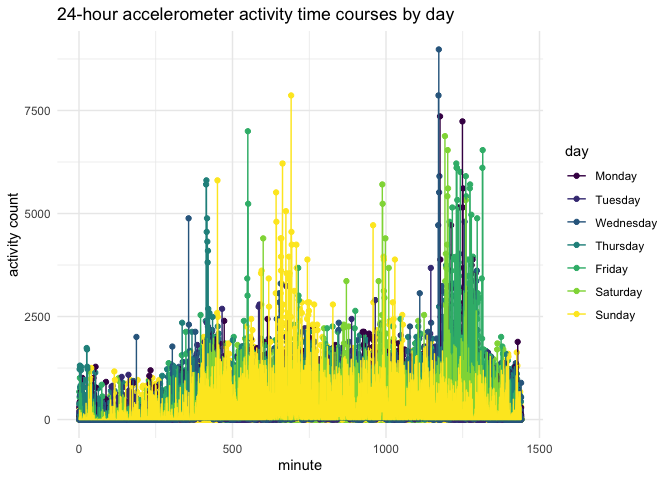 24-hour accelerometer activity time courses by day
activity count
7500
5000
2500
0
0
500
1000
1500
minute
day
Monday
Tuesday
Wednesday
Thursday
Friday
Saturday
Sunday